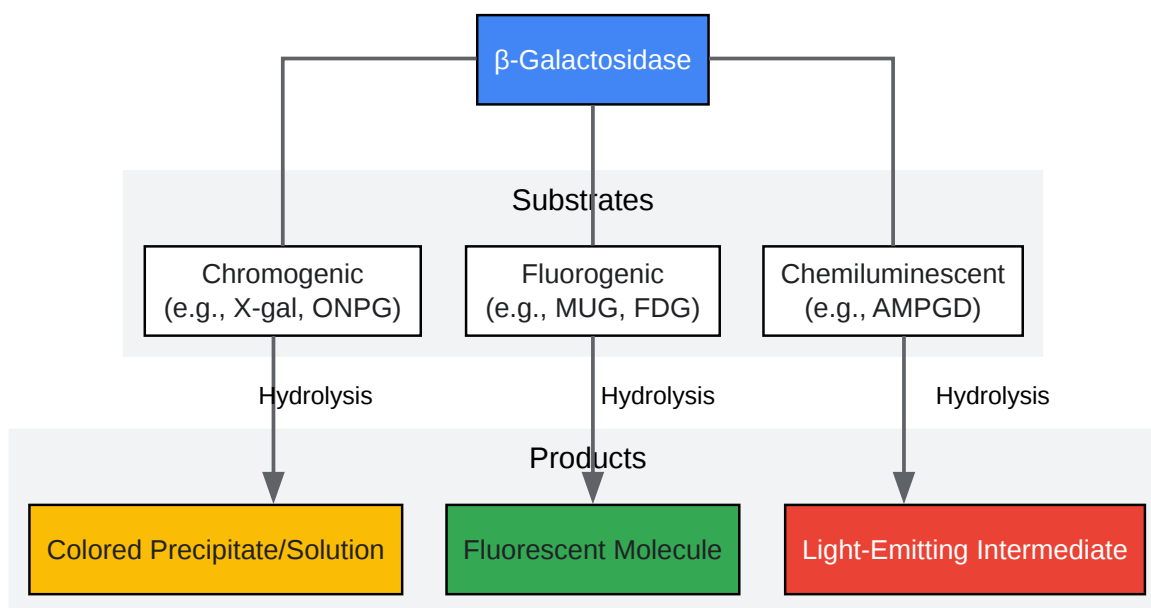 β-Galactosidase
Substrates
Chromogenic
(e.g., X-gal, ONPG)
Fluorogenic
(e.g., MUG, FDG)
Chemiluminescent
(e.g., AMPGD)
Hydrolysis
Hydrolysis
Hydrolysis
Products
Colored Precipitate/Solution
Fluorescent Molecule
Light-Emitting Intermediate